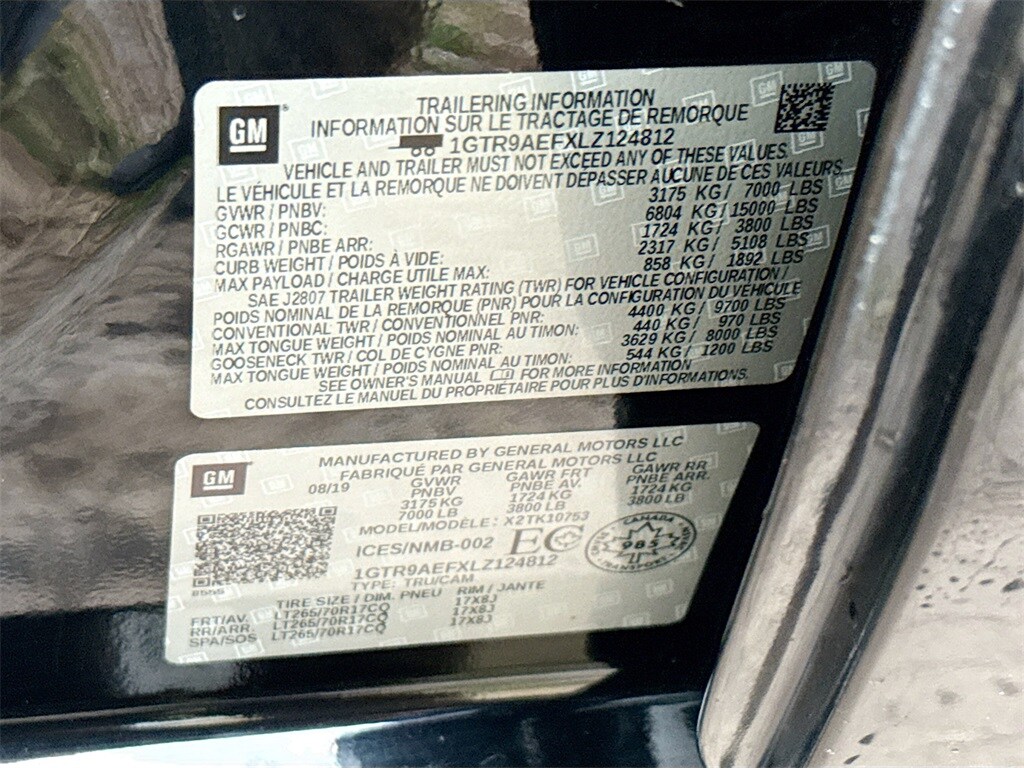 GM
TRAILERING INFORMATION
INFORMATION SUR LE TRACTAGE DE REMORQUE
1GTR9AEFXLZ124812
VEHICLE AND TRAILER MUST NOT EXCEED ANY OF THESE VALUES.
LE VÉHICULE ET LA REMORQUE NE DOIVENT DÉPASSER AUCUNE DE CES VALEURS.
GVWR / PNBV: 3175 KG / 7000 LBS
GCWR / PNBC: 6804 KG / 15000 LBS
RGAWR / PNBE ARR: 1724 KG / 3800 LBS
CURB WEIGHT / POIDS À VIDE: 2317 KG / 5108 LBS
MAX PAYLOAD / CHARGE UTILE MAX: 858 KG / 1892 LBS
SAE J2807 TRAILER WEIGHT RATING (TWR) FOR VEHICLE CONFIGURATION /
POIDS NOMINAL DE LA REMORQUE (PNR) POUR LA CONFIGURATION DU VÉHICULE
CONVENTIONAL TWR / CONVENTIONNEL PNR: 4400 KG / 9700 LBS
MAX TONGUE WEIGHT / POIDS NOMINAL AU TIMON: 440 KG / 970 LBS
GOOSENECK TWR / COL DE CYGNE PNR: 3629 KG / 8000 LBS
MAX TONGUE WEIGHT / POIDS NOMINAL AU TIMON: 544 KG / 1200 LBS
SEE OWNER'S MANUAL FOR MORE INFORMATION
CONSULTEZ LE MANUEL DU PROPRIÉTAIRE POUR PLUS D'INFORMATIONS.
GM
MANUFACTURED BY GENERAL MOTORS LLC
FABRIQUÉ PAR GENERAL MOTORS LLC
08/19 GVWR GAWR FRT GAWR RR
PNBV PNBE AV. PNBE ARR.
3175 KG 1724 KG 1724 KG
7000 LB 3800 LB 3800 LB
MODEL/MODÈLE: X2TK10753
ICES/NMB-002 EC CANADA 985 TRANSPORT
1GTR9AEFXLZ124812
TYPE: TRU/CAM
8555
TIRE SIZE / DIM. PNEU RIM / JANTE
FRT/AV. LT265/70R17CQ 17X8J
RR/ARR. LT265/70R17CQ 17X8J
SPA/SOS LT265/70R17CQ 17X8J